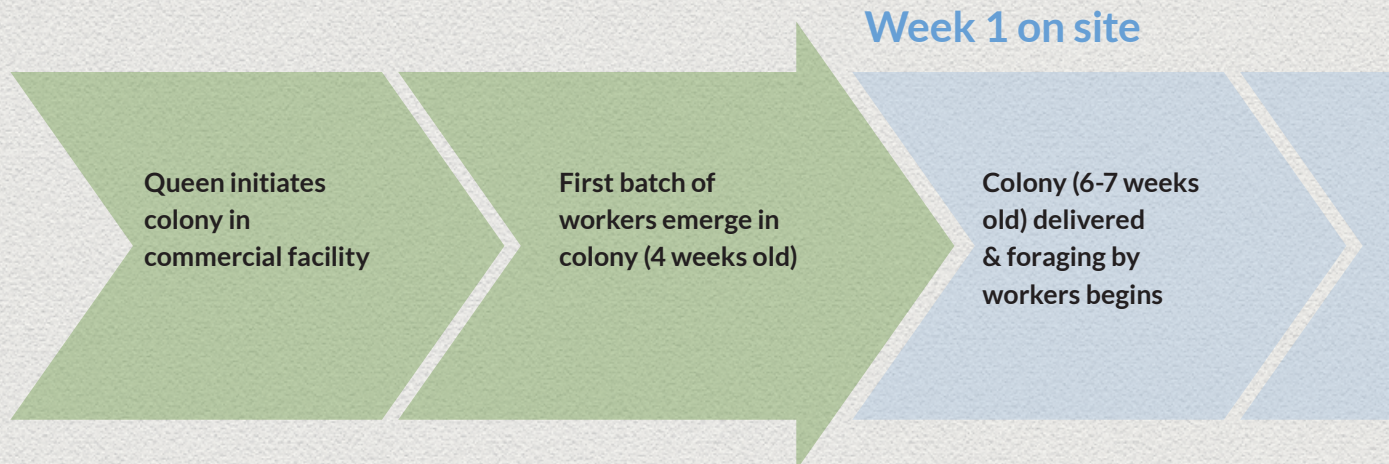 Week 1 on site
Queen initiates
colony in
commercial facility
First batch of
workers emerge in
colony (4 weeks old)
Colony (6-7 weeks
old) delivered
& foraging by
workers begins